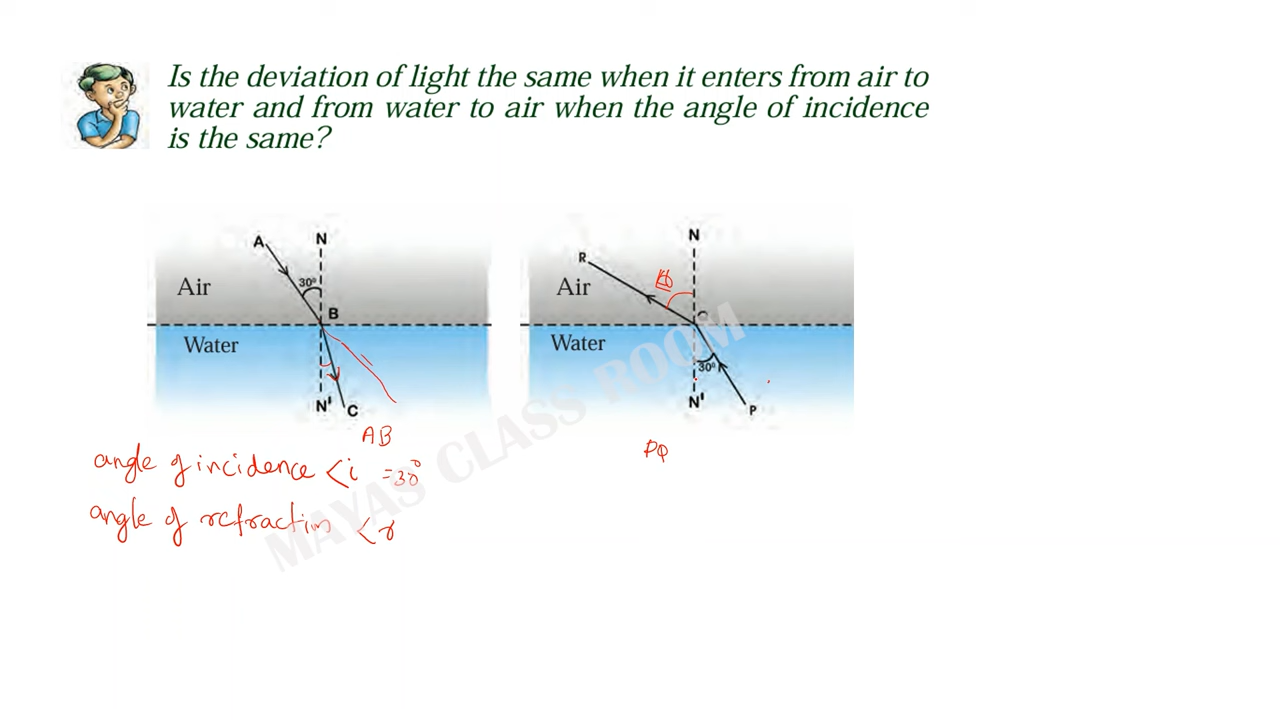 Is the deviation of light the same when it enters from air to
water and from water to air when the angle of incidence
is the same?
A
N
30°
Air
B
Water
N'
C
AB
N
R
Air
Water
30°
N'
P
PQ
angle of incidence <i = 30°
angle of refraction <r
MAYAS CLASS ROOM